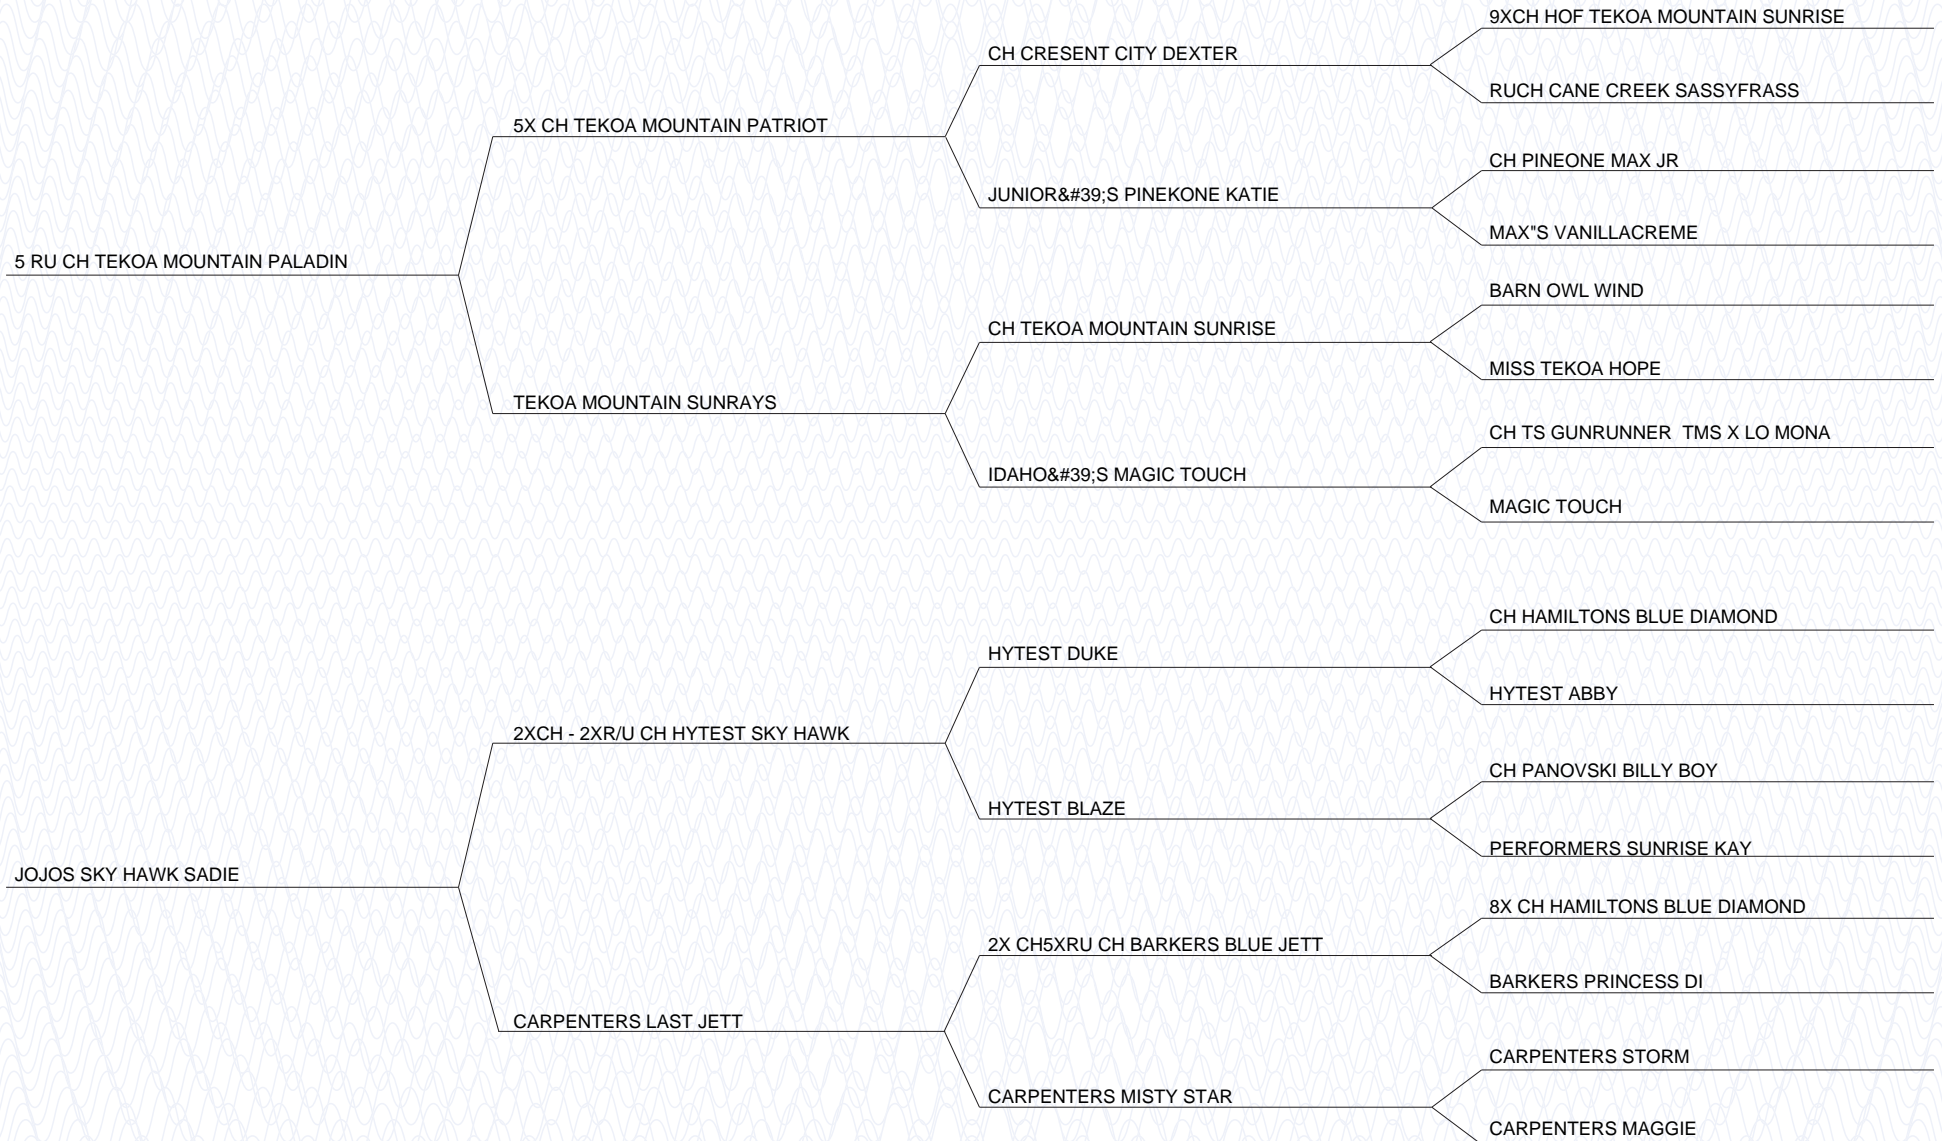 9XCH HOF TEKOA MOUNTAIN SUNRISE
CH CRESENT CITY DEXTER
RUCH CANE CREEK SASSYFRASS
5X CH TEKOA MOUNTAIN PATRIOT
CH PINEONE MAX JR
JUNIOR&#39;S PINEKONE KATIE
MAX"S VANILLACREME
5 RU CH TEKOA MOUNTAIN PALADIN
BARN OWL WIND
CH TEKOA MOUNTAIN SUNRISE
MISS TEKOA HOPE
TEKOA MOUNTAIN SUNRAYS
CH TS GUNRUNNER  TMS X LO MONA
IDAHO&#39;S MAGIC TOUCH
MAGIC TOUCH
CH HAMILTONS BLUE DIAMOND
HYTEST DUKE
HYTEST ABBY
2XCH - 2XR/U CH HYTEST SKY HAWK
CH PANOVSKI BILLY BOY
HYTEST BLAZE
PERFORMERS SUNRISE KAY
JOJOS SKY HAWK SADIE
8X CH HAMILTONS BLUE DIAMOND
2X CH5XRU CH BARKERS BLUE JETT
BARKERS PRINCESS DI
CARPENTERS LAST JETT
CARPENTERS STORM
CARPENTERS MISTY STAR
CARPENTERS MAGGIE